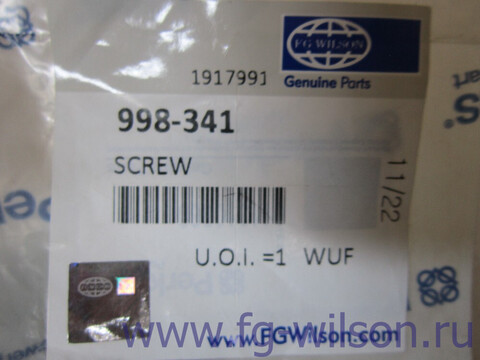 FG WILSON
Genuine Parts
1917991
998-341
SCREW
11/22
U.O.i. =1 WUF
www.FGWilson.com
www.fgwilson.ru